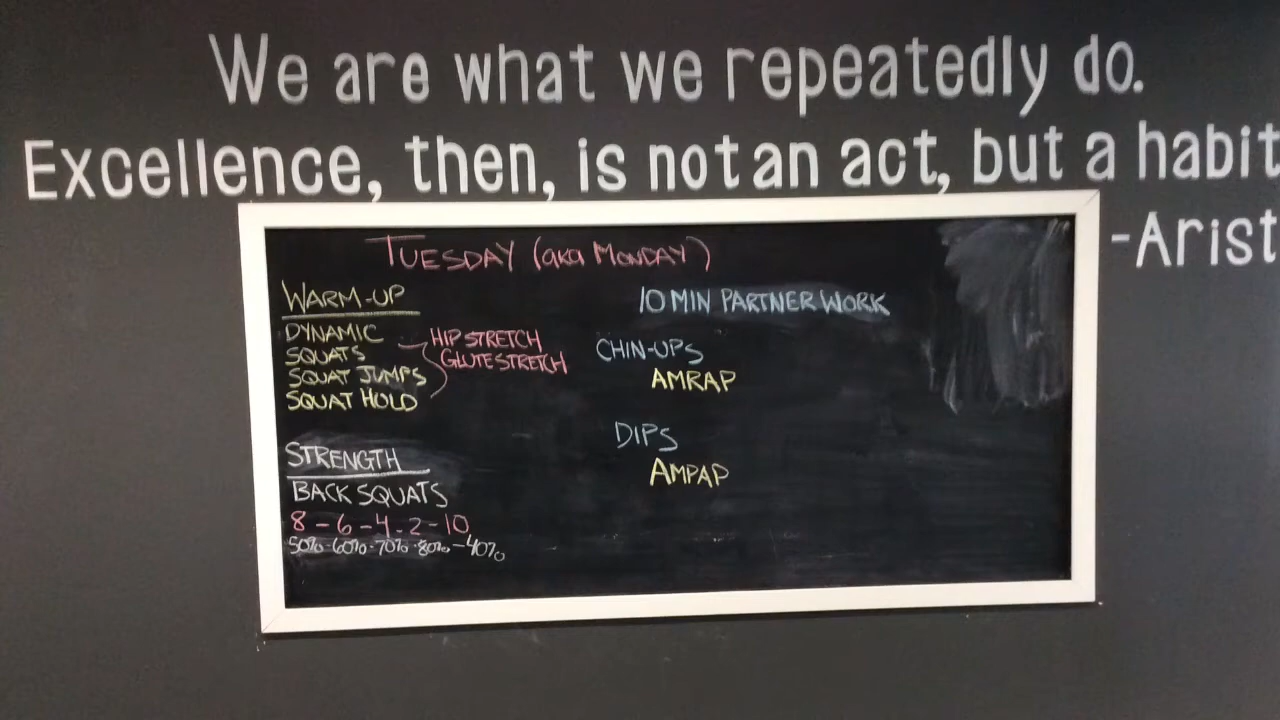 We are what we repeatedly do.
Excellence, then, is not an act, but a habit
-Arist
TUESDAY (aka MONDAY)
WARM-UP
DYNAMIC
SQUATS
SQUAT JUMPS
SQUAT HOLD
HIP STRETCH
GLUTE STRETCH
STRENGTH
BACK SQUATS
8-6-4-2-10
50%-60%-70%-80%-40%
10 MIN PARTNER WORK
CHIN-UPS
AMRAP
DIPS
AMPAP